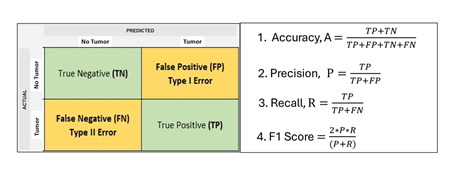 PREDICTED
No Tumor Tumor
ACTUAL
No Tumor
True Negative (TN)
False Positive (FP)
Type I Error
Tumor
False Negative (FN)
Type II Error
True Positive (TP)
1. Accuracy, A = TP+TN / TP+FP+TN+FN
2. Precision, P = TP / TP+FP
3. Recall, R = TP / TP+FN
4. F1 Score = 2*P*R / (P+R)